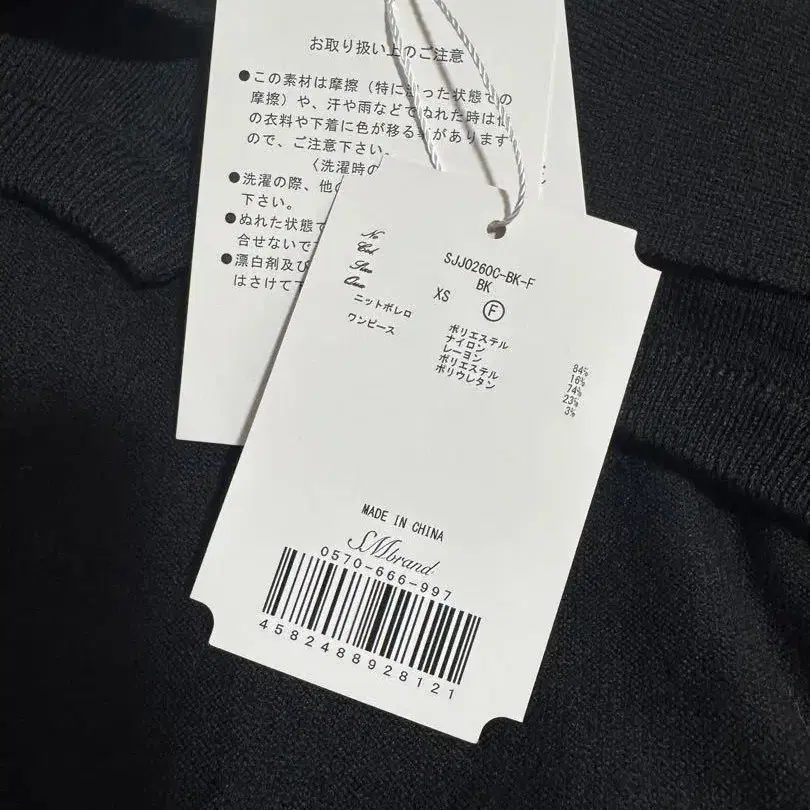 お取り扱い上のご注意
●この素材は摩擦（特に 状態での
摩擦）や、汗や雨などでぬれた時は
の衣料や下着に色が移る があります
ので、ご注意下さい。
〈洗濯時の
●洗濯の際、他の
下さい。
●ぬれた状態で
合せないで
●漂白剤及び
はさけて下
No SJJ0260C-BK-F
Col BK
Size XS Ⓕ
ニットボレロ ポリエステル 84%
ナイロン 16%
ワンピース レーヨン 74%
ポリエステル 23%
ポリウレタン 3%
MADE IN CHINA
SMbrand
0570-666-997
4582488928121